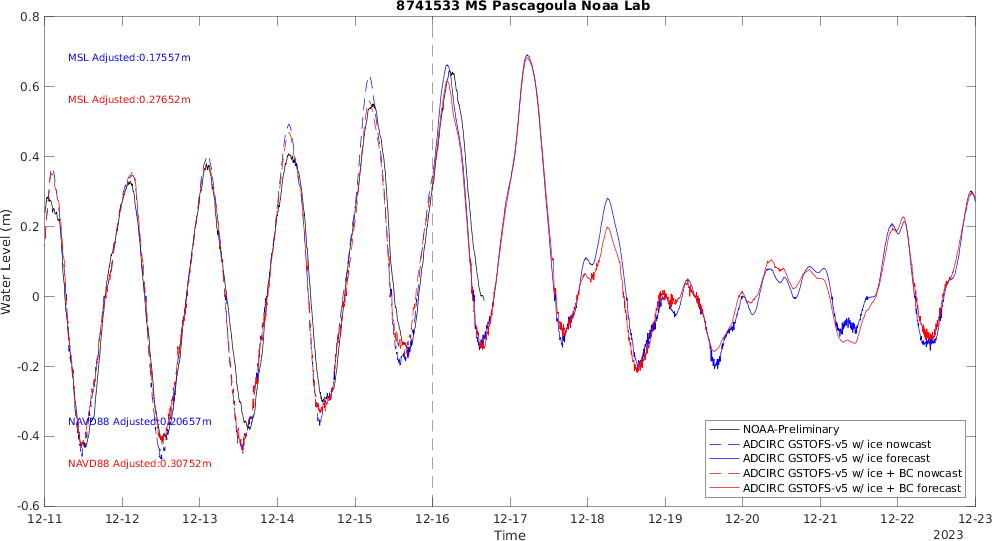 8741533 MS Pascagoula Noaa Lab
0.8
0.6
0.4
0.2
0
-0.2
-0.4
-0.6
Water Level (m)
MSL Adjusted:0.17557m
MSL Adjusted:0.27652m
NAVD88 Adjusted:0.20657m
NAVD88 Adjusted:0.30752m
NOAA-Preliminary
ADCIRC GSTOFS-v5 w/ ice nowcast
ADCIRC GSTOFS-v5 w/ ice forecast
ADCIRC GSTOFS-v5 w/ ice + BC nowcast
ADCIRC GSTOFS-v5 w/ ice + BC forecast
12-11 12-12 12-13 12-14 12-15 12-16 12-17 12-18 12-19 12-20 12-21 12-22 12-23
Time
2023